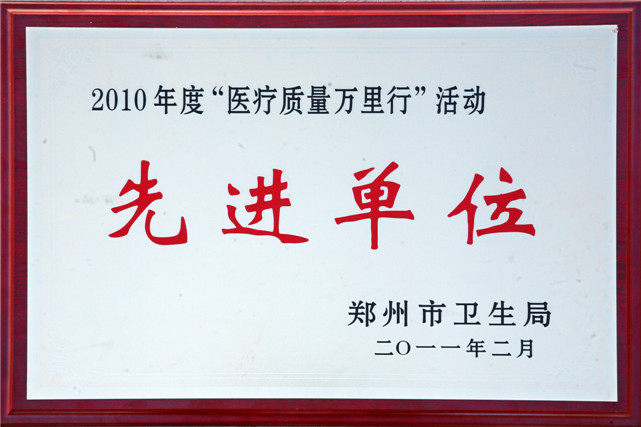 2010年度“医疗质量万里行”活动
先进单位
郑州市卫生局
二〇一一年二月